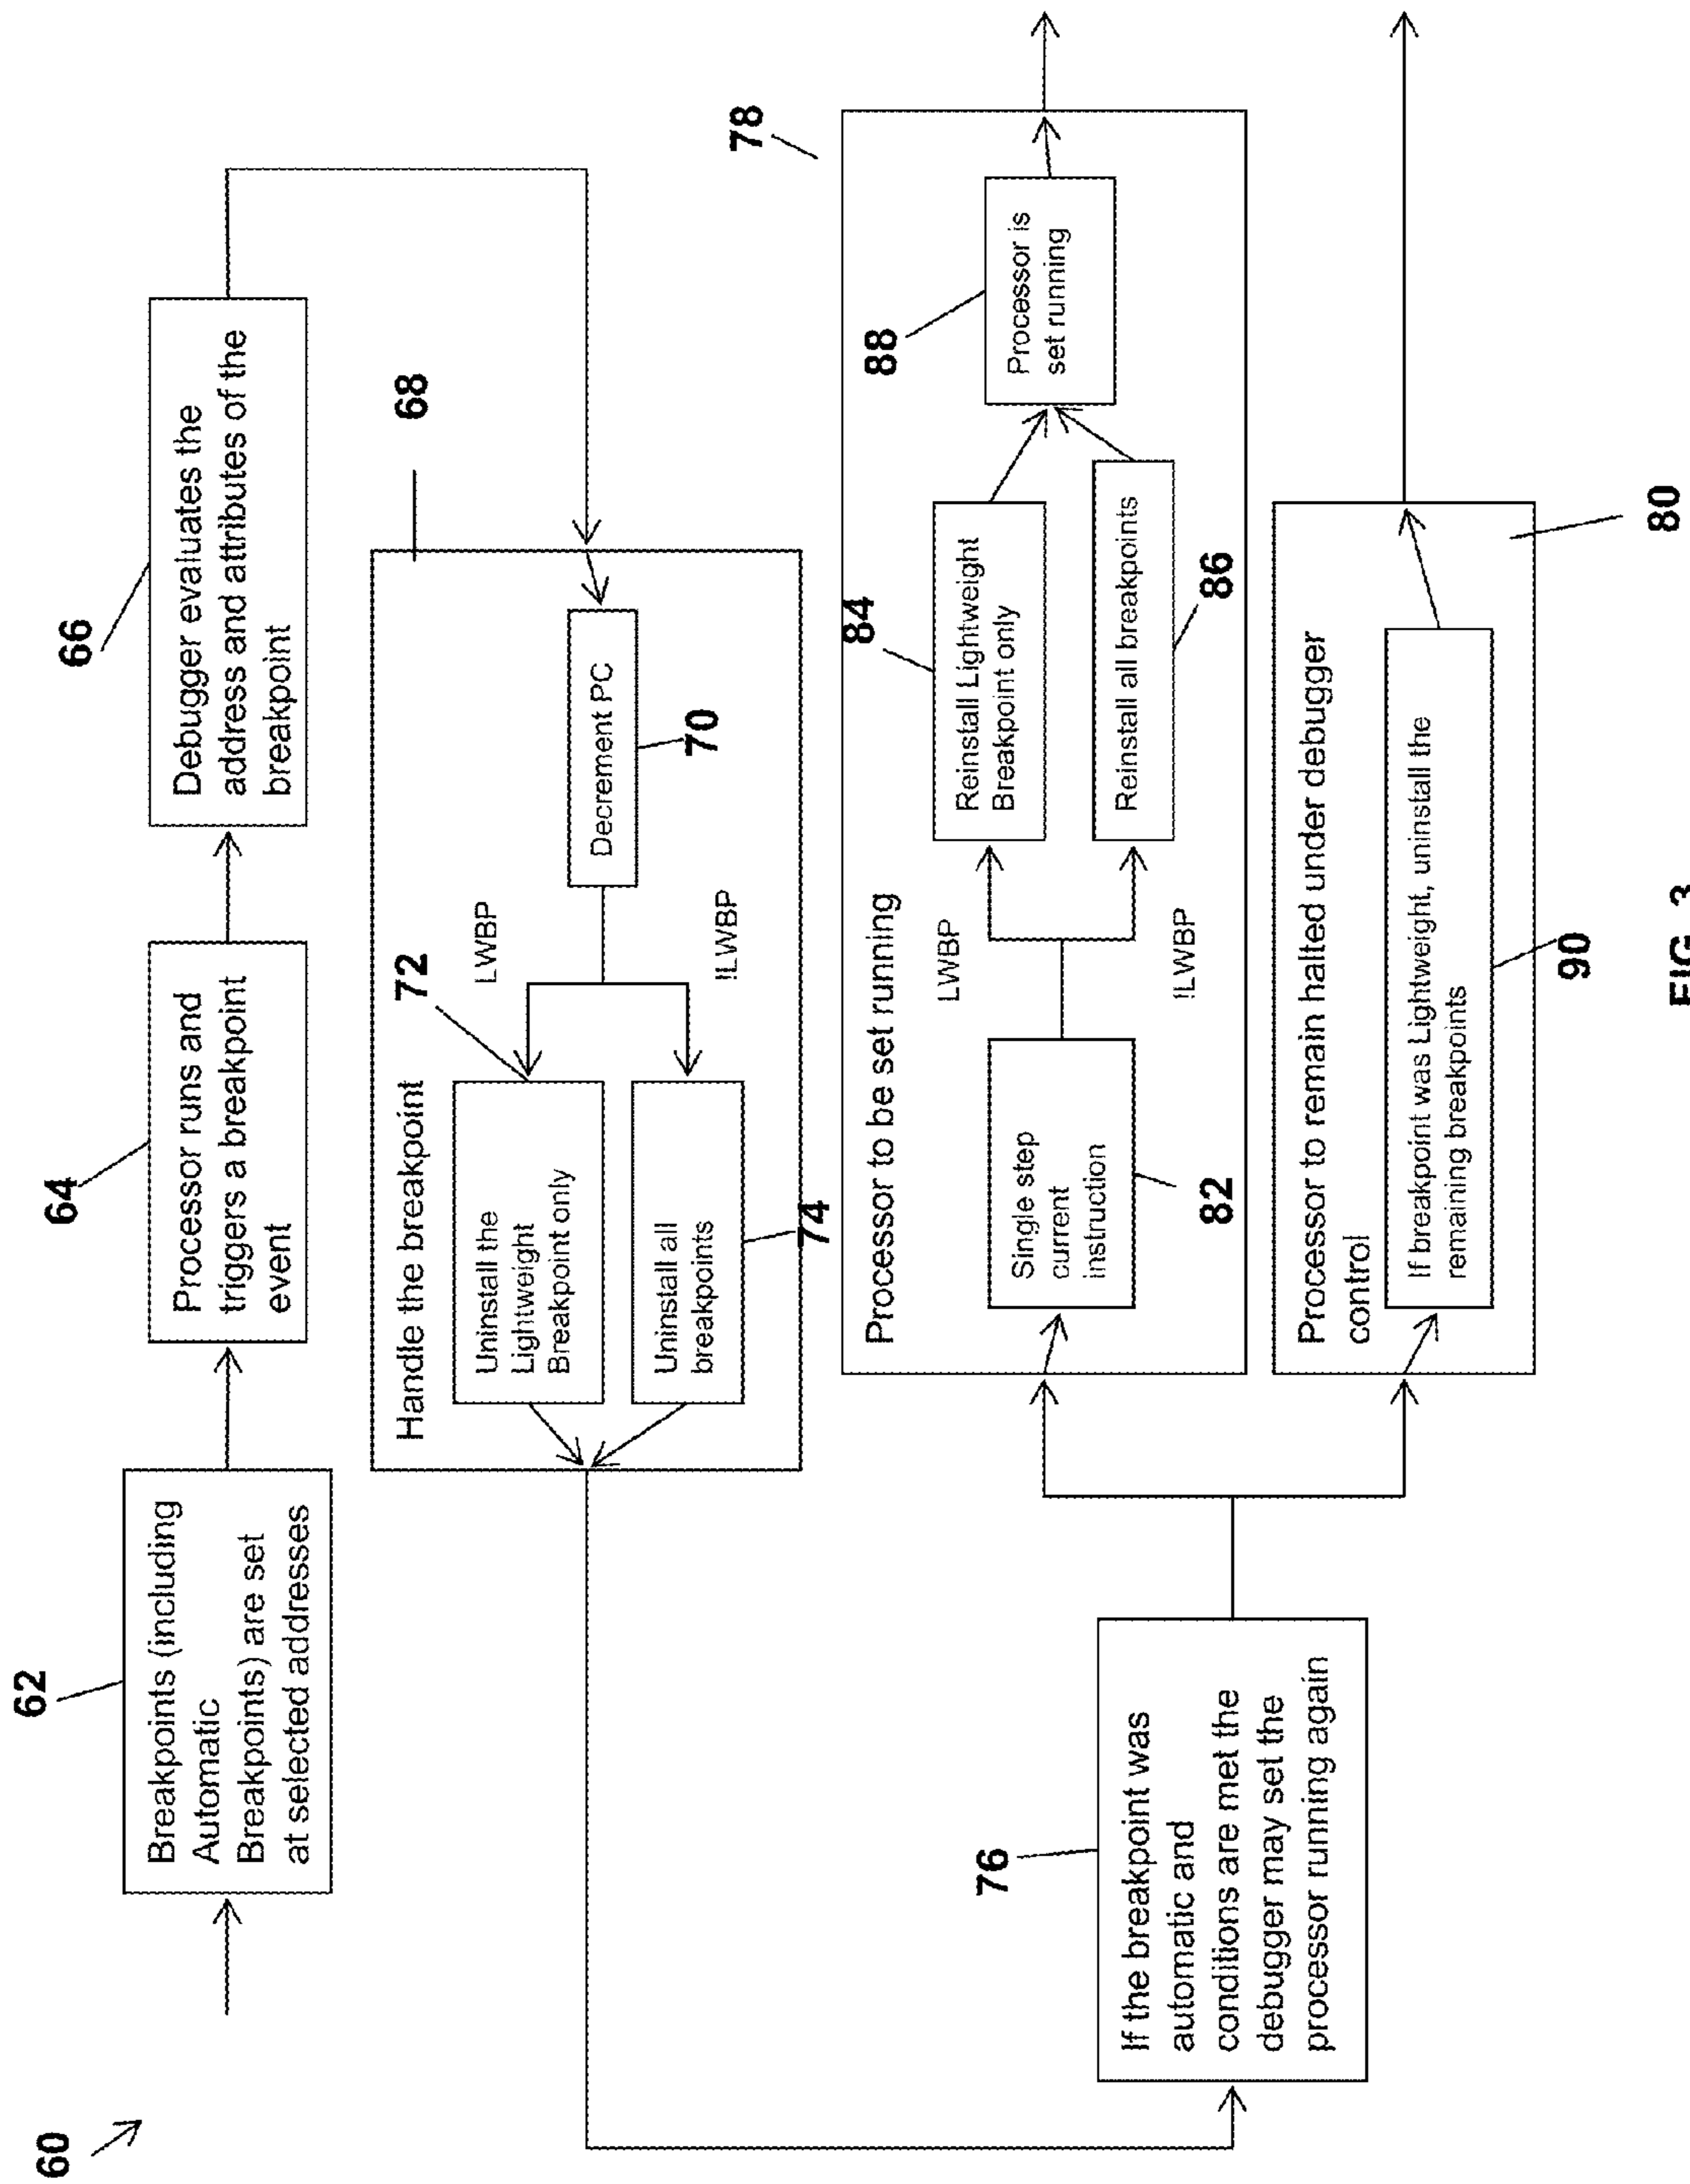 60
62
Breakpoints (including
Automatic
Breakpoints) are set
at selected addresses
64
Processor runs and
triggers a breakpoint
event
66
Debugger evaluates the
address and attributes of the
breakpoint
68
Handle the breakpoint
Decrement PC
70
LWBP
!LWBP
72
Uninstall the
Lightweight
Breakpoint only
Uninstall all
breakpoints
74
76
If the breakpoint was
automatic and
conditions are met the
debugger may set the
processor running again
78
Processor to be set running
Single step
current
instruction
82
LWBP
!LWBP
84
Reinstall Lightweight
Breakpoint only
Reinstall all breakpoints
86
88
Processor is
set running
Processor to remain halted under debugger
control
If breakpoint was Lightweight, uninstall the
remaining breakpoints
90
80
FIG. 3